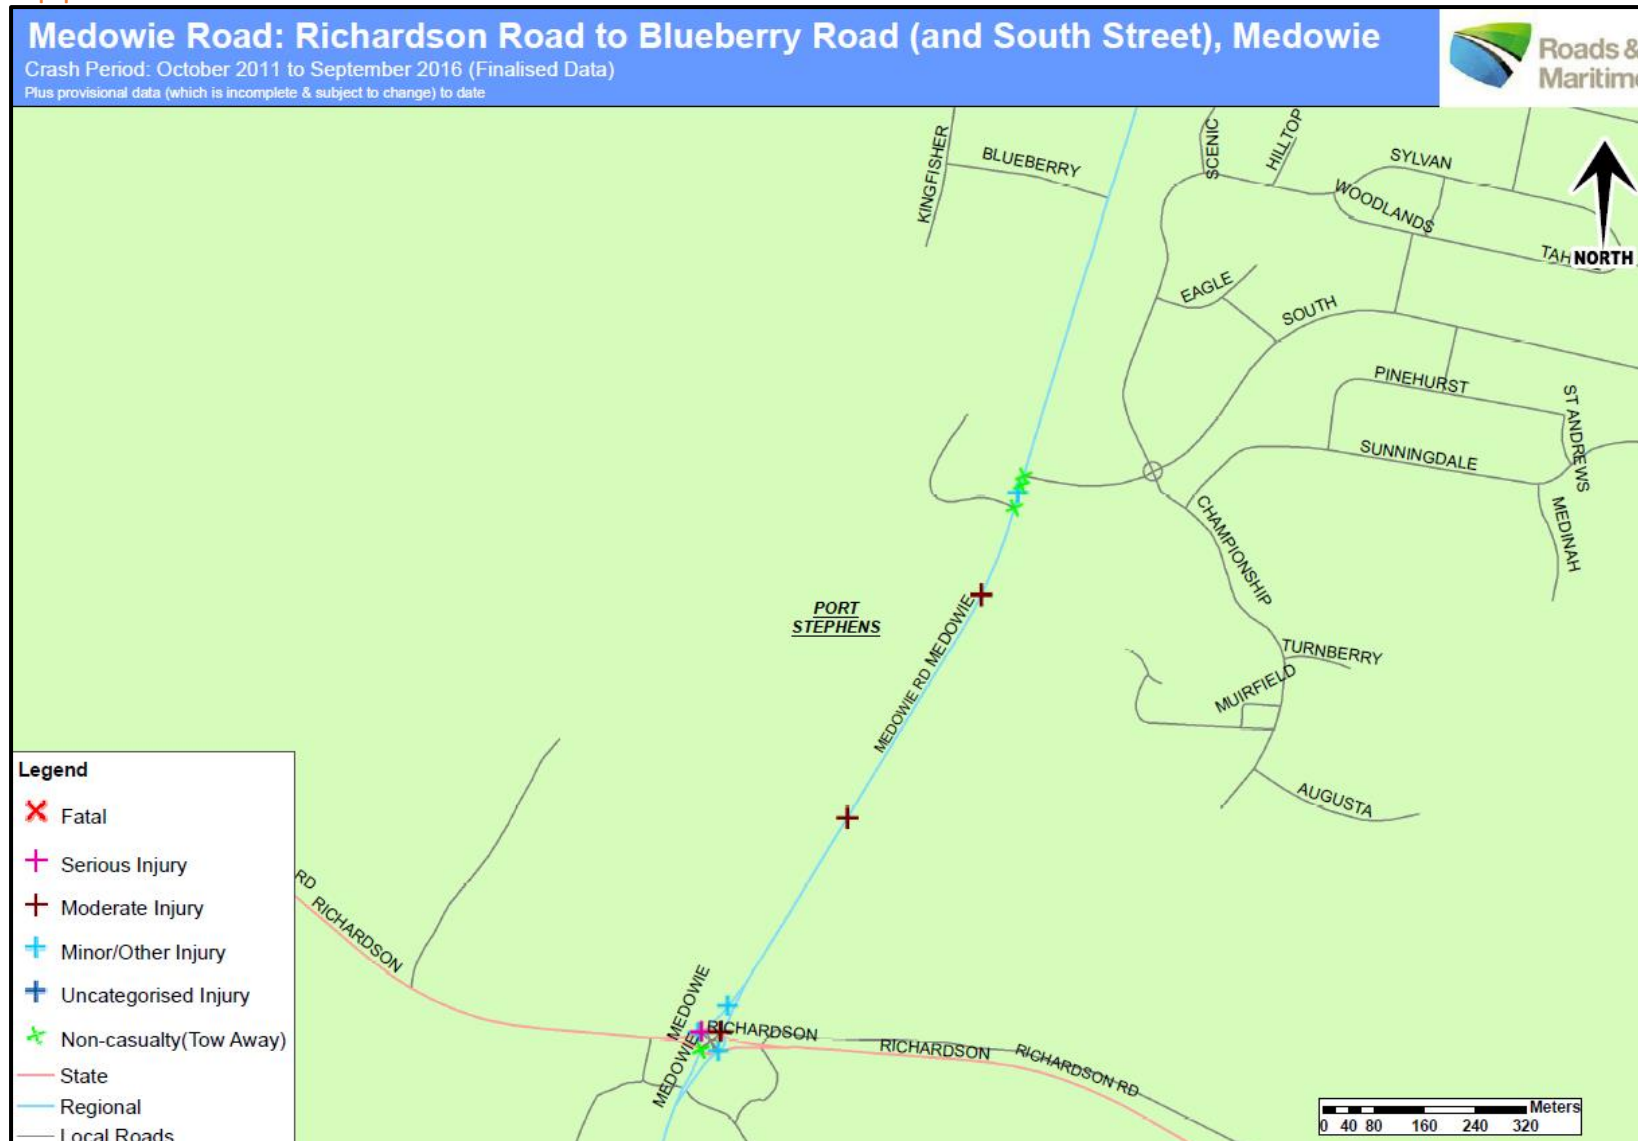 Medowie Road: Richardson Road to Blueberry Road (and South Street), Medowie
Crash Period: October 2011 to September 2016 (Finalised Data)
Plus provisional data (which is incomplete & subject to change) to date
Roads &
Maritime
KINGFISHER
BLUEBERRY
SCENIC
HILLTOP
SYLVAN
WOODLANDS
TAH
NORTH
EAGLE
SOUTH
PINEHURST
ST ANDREWS
SUNNINGDALE
MEDINAH
CHAMPIONSHIP
PORT
STEPHENS
MEDOWIE RD MEDOWIE
TURNBERRY
MUIRFIELD
AUGUSTA
RD
RICHARDSON
MEDOWIE
MEDOWIE
RICHARDSON
RICHARDSON
RICHARDSON RD
Legend
Fatal
Serious Injury
Moderate Injury
Minor/Other Injury
Uncategorised Injury
Non-casualty(Tow Away)
State
Regional
Local Roads
Meters
0 40 80 160 240 320